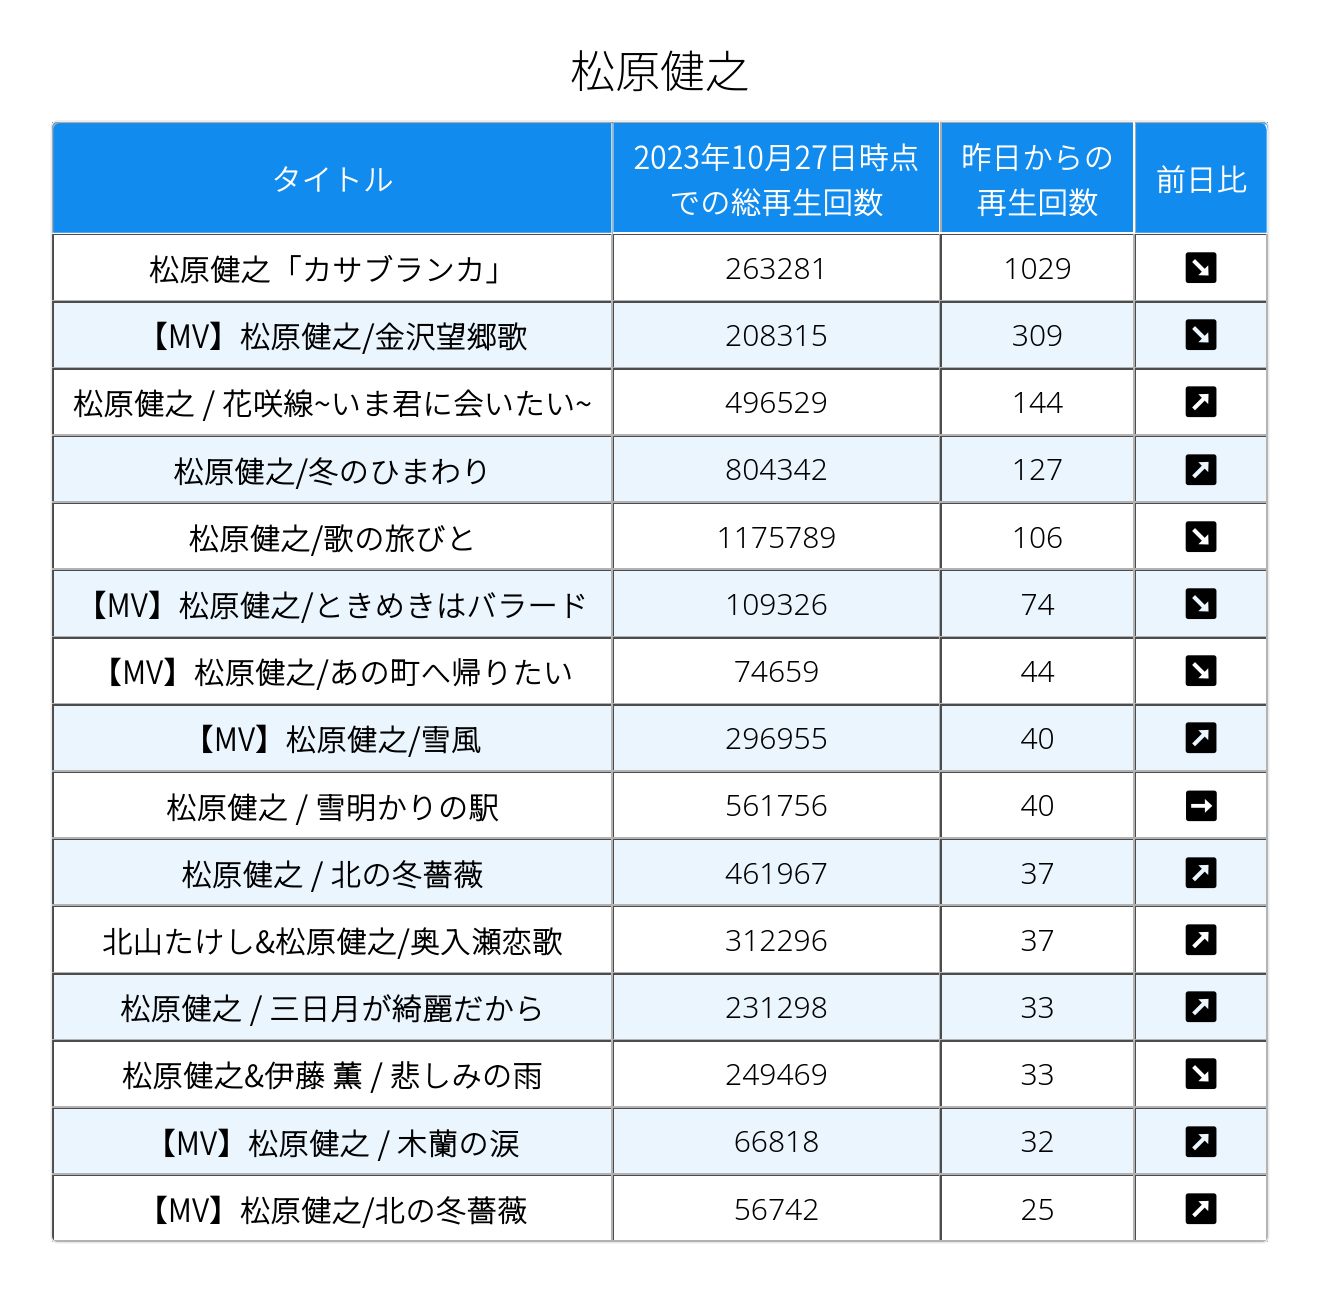 松原健之
タイトル
2023年10月27日時点
での総再生回数
昨日からの
再生回数
前日比
松原健之「カサブランカ」 263281 1029 ↘
【MV】松原健之/金沢望郷歌 208315 309 ↘
松原健之 / 花咲線~いま君に会いたい~ 496529 144 ↗
松原健之/冬のひまわり 804342 127 ↗
松原健之/歌の旅びと 1175789 106 ↘
【MV】松原健之/ときめきはバラード 109326 74 ↘
【MV】松原健之/あの町へ帰りたい 74659 44 ↘
【MV】松原健之/雪風 296955 40 ↗
松原健之 / 雪明かりの駅 561756 40 →
松原健之 / 北の冬薔薇 461967 37 ↗
北山たけし&松原健之/奥入瀬恋歌 312296 37 ↗
松原健之 / 三日月が綺麗だから 231298 33 ↗
松原健之&伊藤 薫 / 悲しみの雨 249469 33 ↘
【MV】松原健之 / 木蘭の涙 66818 32 ↗
【MV】松原健之/北の冬薔薇 56742 25 ↗